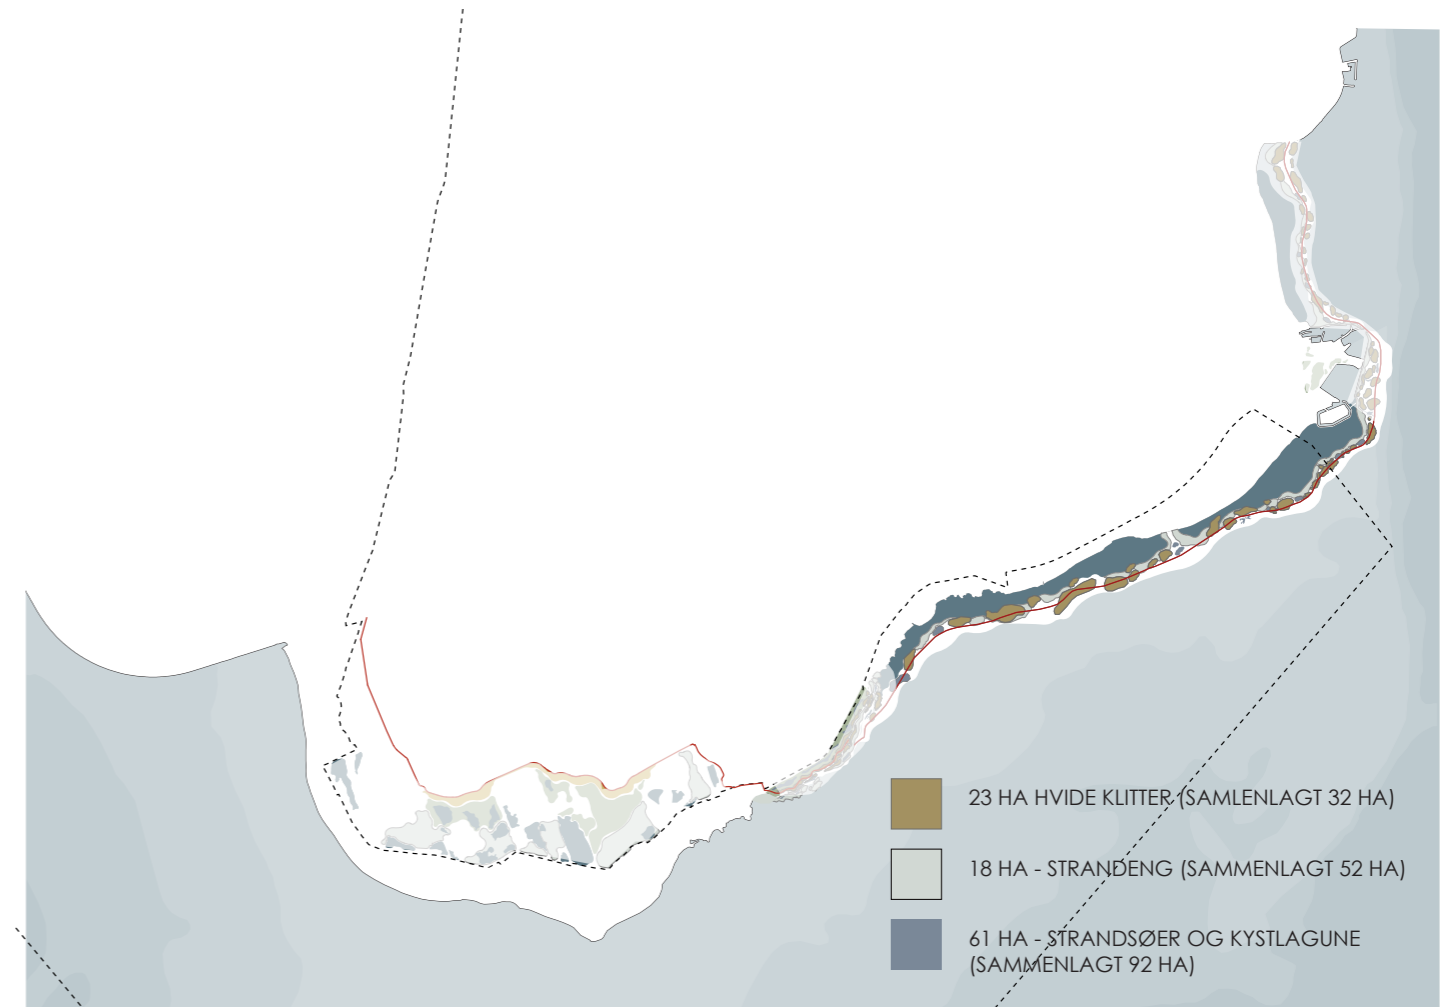 23 HA HVIDE KLITTER (SAMLENLAGT 32 HA)
18 HA - STRANDENG (SAMMENLAGT 52 HA)
61 HA - STRANDSØER OG KYSTLAGUNE
(SAMMENLAGT 92 HA)